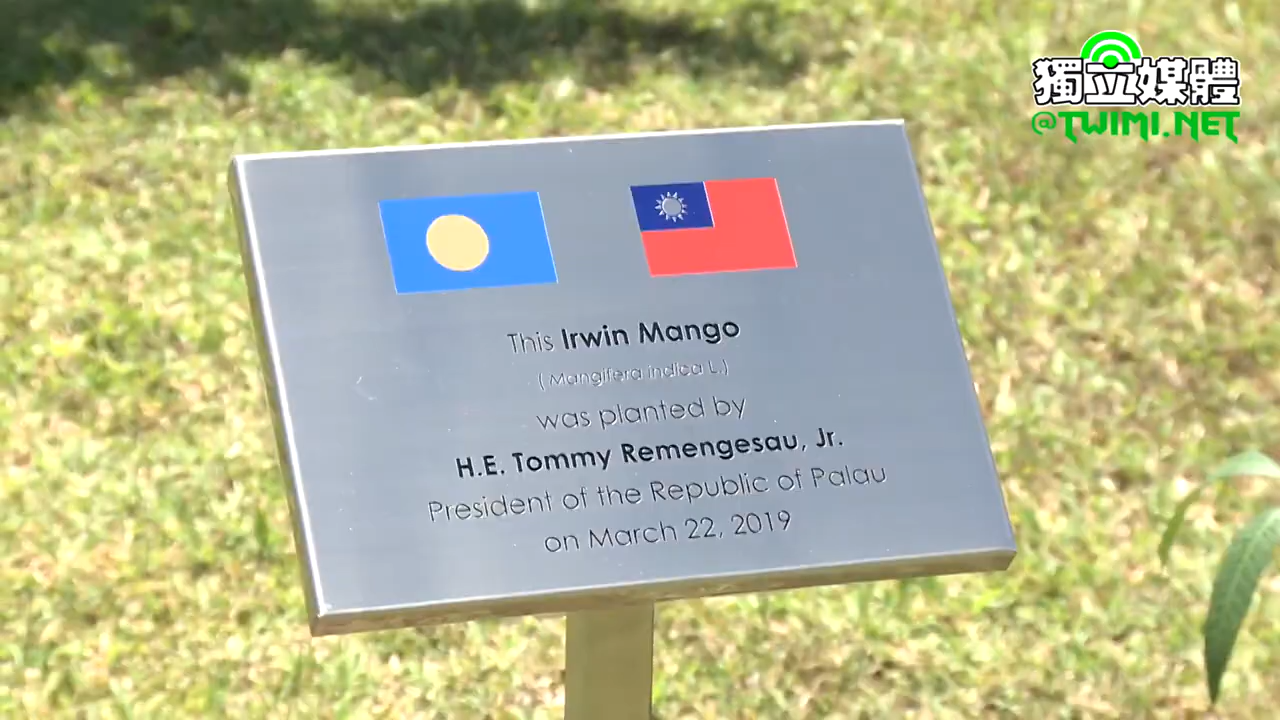 獨立媒體
@TWIMI.NET
This Irwin Mango
(Mangifera indica L.)
was planted by
H.E. Tommy Remengesau, Jr.
President of the Republic of Palau
on March 22, 2019